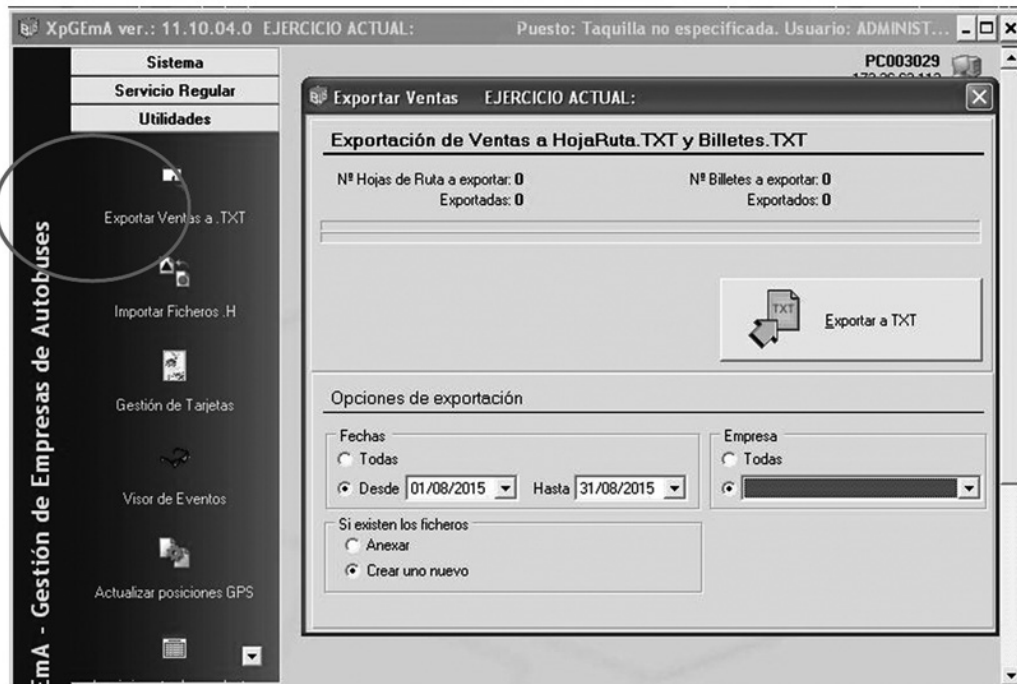 XpGEmA ver.: 11.10.04.0 EJERCICIO ACTUAL: Puesto: Taquilla no especificada. Usuario: ADMINIST...
Sistema
Servicio Regular
Utilidades
Exportar Ventas a .TXT
Importar Ficheros .H
Gestión de Tarjetas
Visor de Eventos
Actualizar posiciones GPS
EmA - Gestión de Empresas de Autobuses
PC003029
Exportar Ventas EJERCICIO ACTUAL:
Exportación de Ventas a HojaRuta.TXT y Billetes.TXT
Nº Hojas de Ruta a exportar: 0 Nº Billetes a exportar: 0
Exportadas: 0 Exportados: 0
TXT
Exportar a TXT
Opciones de exportación
Fechas
Todas
Desde 01/08/2015 Hasta 31/08/2015
Empresa
Todas
Si existen los ficheros
Anexar
Crear uno nuevo